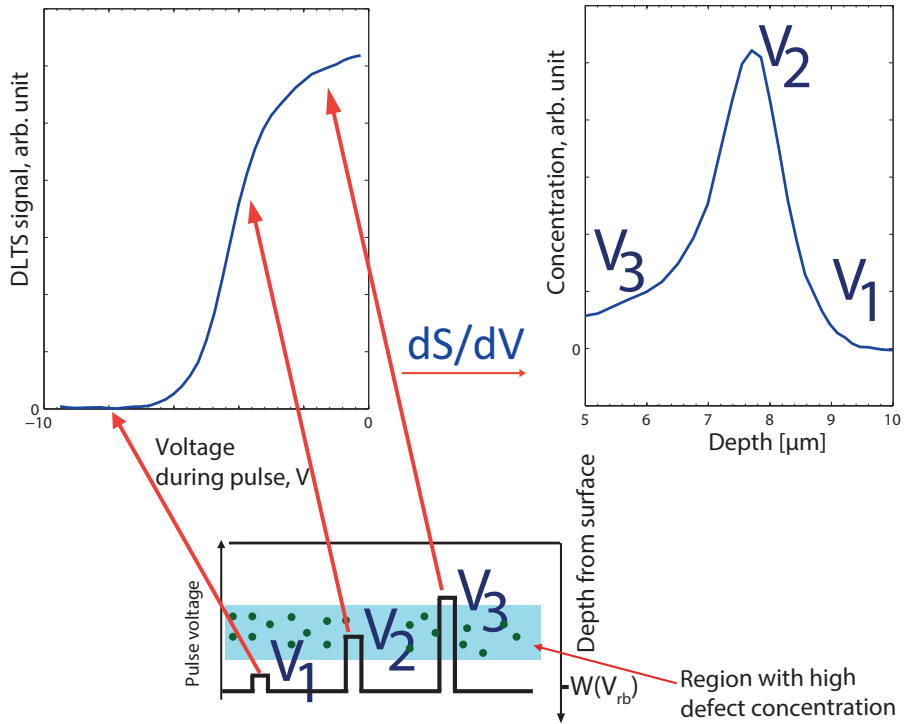 DLTS signal, arb. unit
0
−10
0
Voltage
during pulse, V
dS/dV
Concentration, arb. unit
V2
V3
V1
0
5
6
7
8
9
10
Depth [μm]
Pulse voltage
V1
V2
V3
Depth from surface
W(Vrb)
Region with high
defect concentration